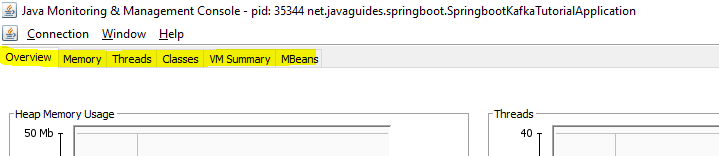 Java Monitoring & Management Console - pid: 35344 net.javaguides.springboot.SpringbootKafkaTutorialApplication
Connection Window Help
Overview Memory Threads Classes VM Summary MBeans
Heap Memory Usage Threads
50 Mb 40